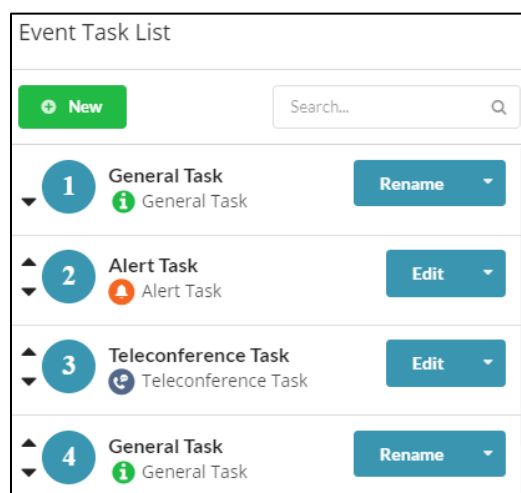 Event Task List
New
Search...
1
General Task
General Task
Rename
2
Alert Task
Alert Task
Edit
3
Teleconference Task
Teleconference Task
Edit
4
General Task
General Task
Rename